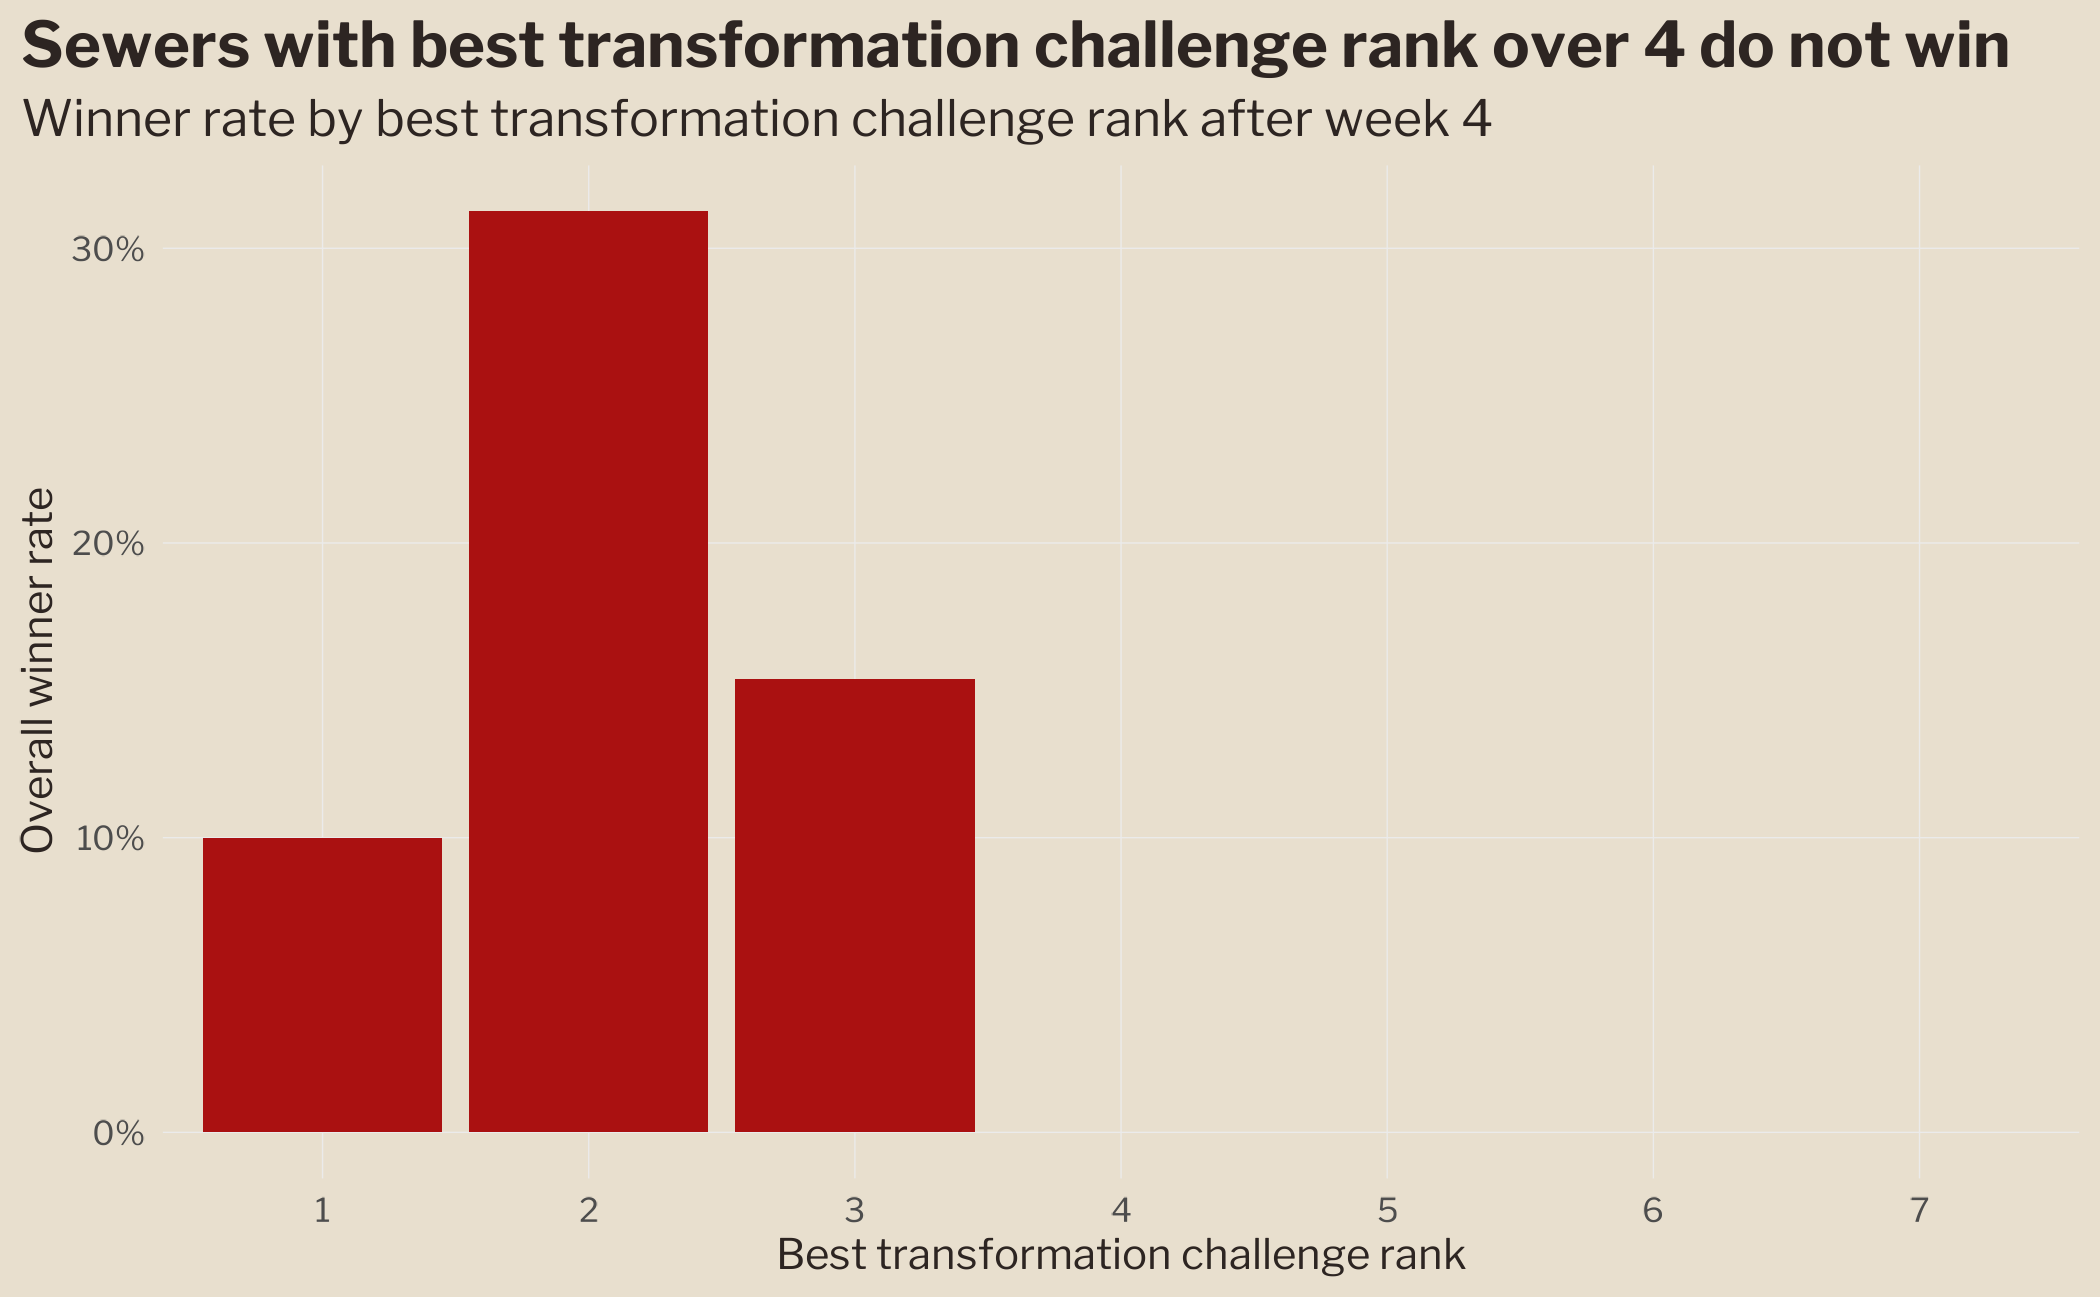 Sewers with best transformation challenge rank over 4 do not win
Winner rate by best transformation challenge rank after week 4
Overall winner rate
30%
20%
10%
0%
1 2 3 4 5 6 7
Best transformation challenge rank